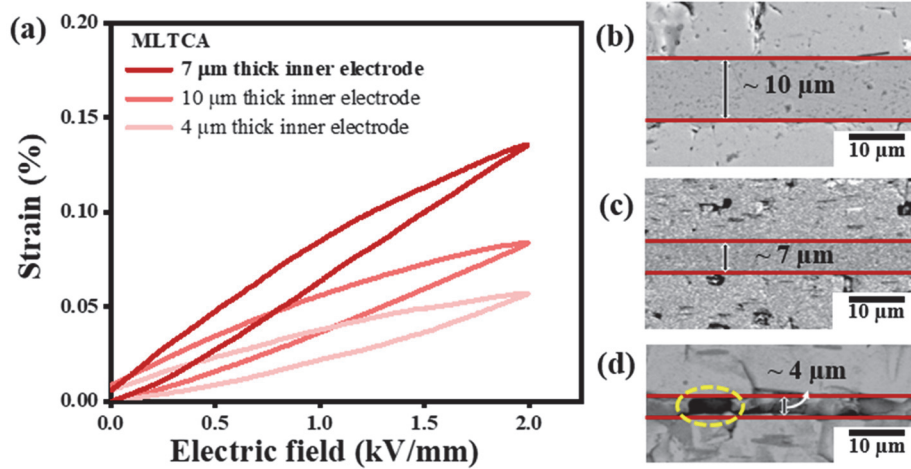 (a)
0.20
0.15
0.10
0.05
0.00
Strain (%)
MLTCA
7 μm thick inner electrode
10 μm thick inner electrode
4 μm thick inner electrode
0.0 0.5 1.0 1.5 2.0
Electric field (kV/mm)
(b)
~ 10 μm
10 μm
(c)
~ 7 μm
10 μm
(d)
~ 4 μm
10 μm